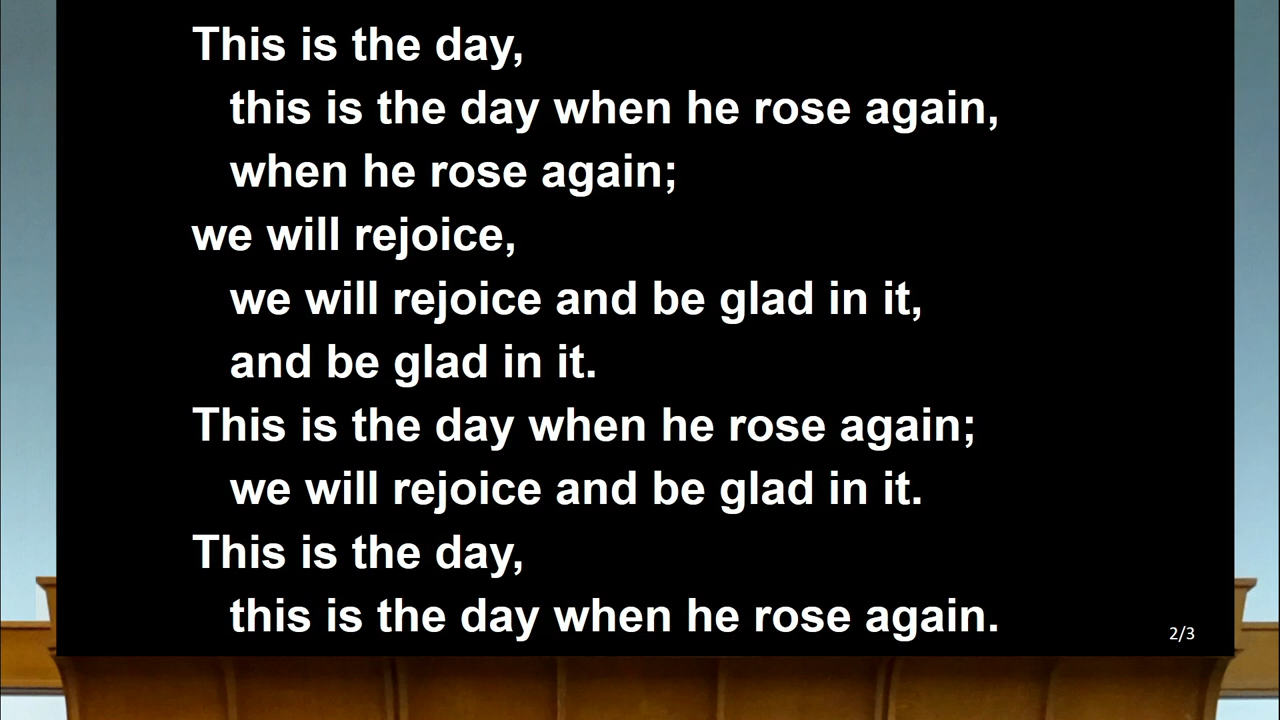 This is the day,
this is the day when he rose again,
when he rose again;
we will rejoice,
we will rejoice and be glad in it,
and be glad in it.
This is the day when he rose again;
we will rejoice and be glad in it.
This is the day,
this is the day when he rose again.
2/3